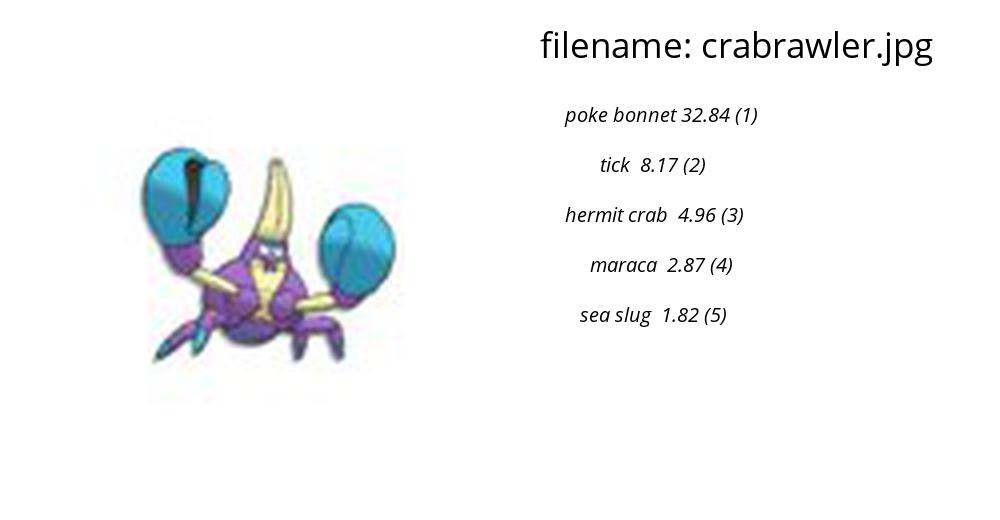 filename: crabrawler.jpg
poke bonnet 32.84 (1)
tick 8.17 (2)
hermit crab 4.96 (3)
maraca 2.87 (4)
sea slug 1.82 (5)